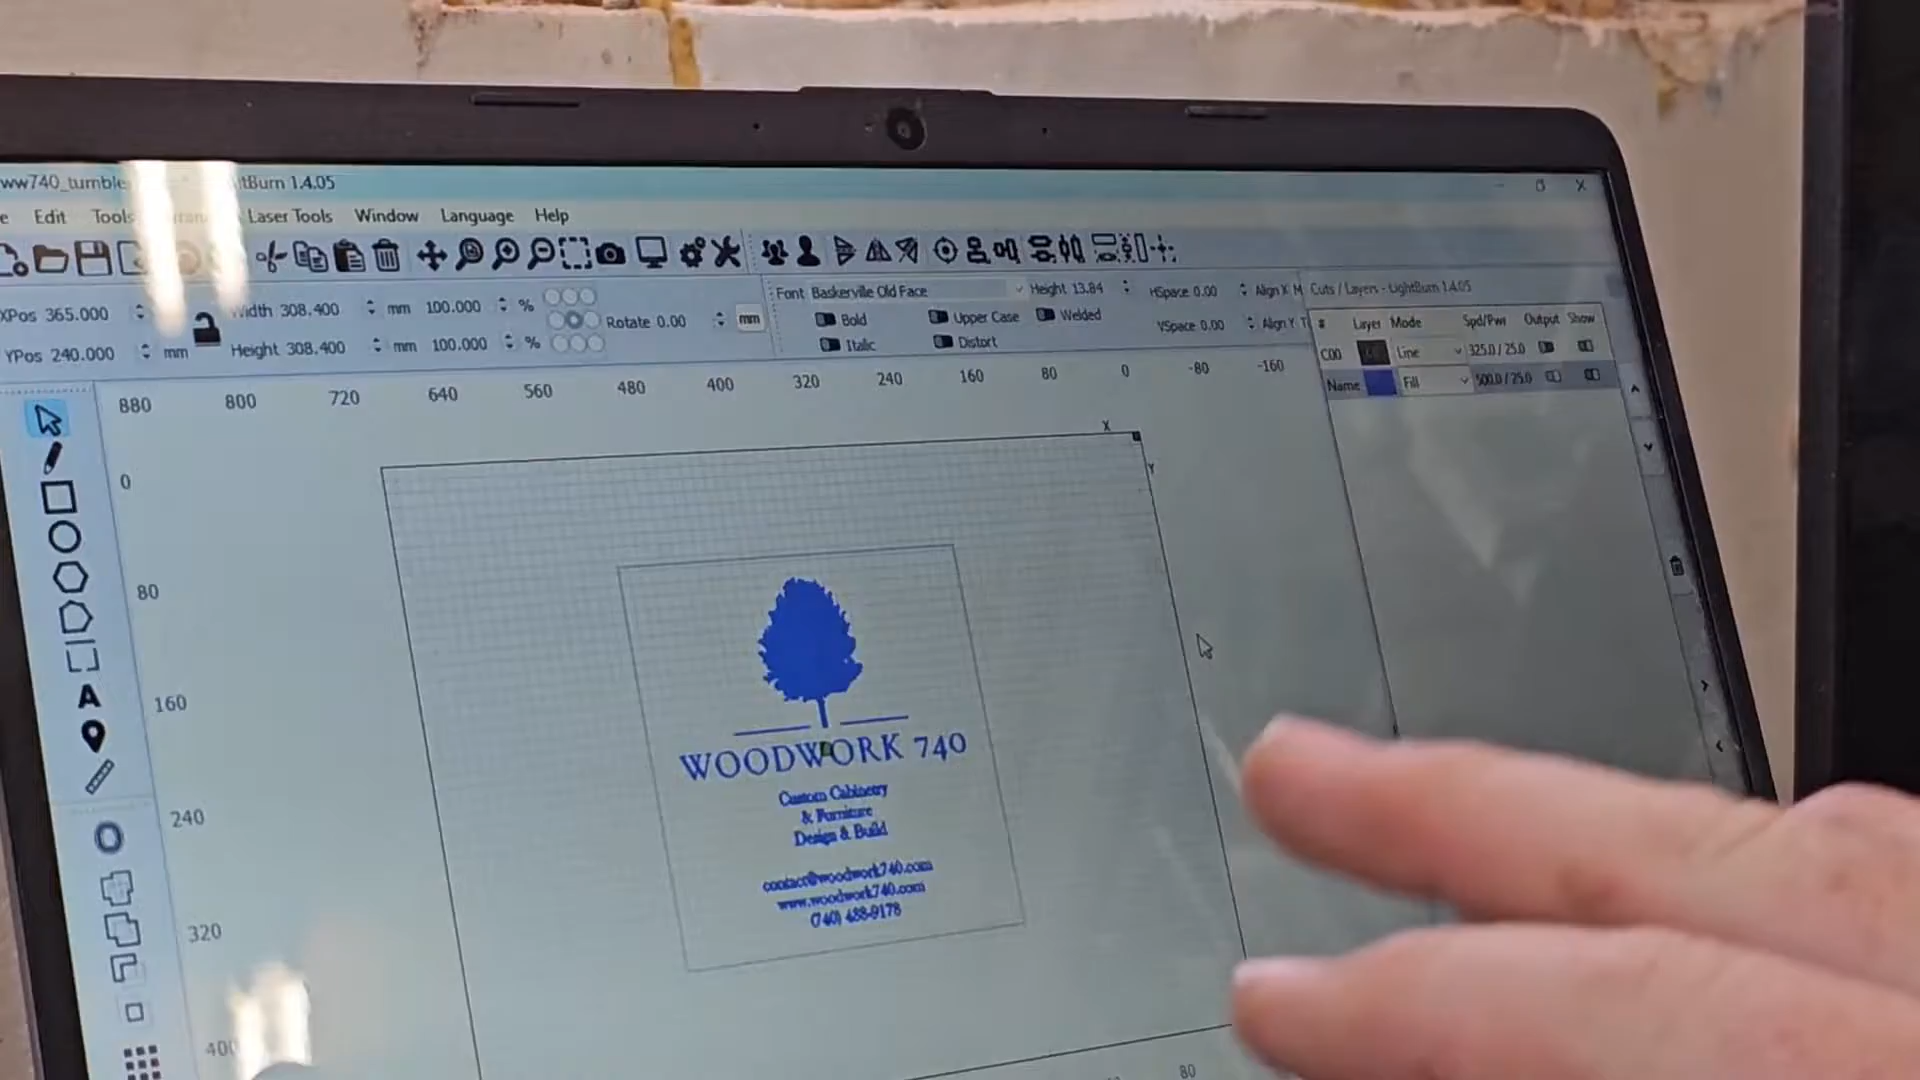 ww740_tumble tBurn 1.4.05
e Edit Tools Laser Tools Window Language Help
XPos 365.000 Width 308.400 mm 100.000 % Rotate 0.00 mm
YPos 240.000 mm Height 308.400 mm 100.000 %
Font Baskerville Old Face Height 13.84 HSpace 0.00 Align X M
Bold Upper Case Welded VSpace 0.00 Align Y T
Italic Distort
Cuts / Layers - LightBurn 1.4.05
# Layer Mode Spd/Pwr Output Show
C00 Line 325.0 / 25.0
Name Fill 500.0 / 25.0
880 800 720 640 560 480 400 320 240 160 80 0 -80 -160
X
Y
0
80
160
240
320
400
A
WOODWORK 740
Custom Cabinetry
& Furniture
Design & Build
contact@woodwork740.com
www.woodwork740.com
(740) 488-9178
80